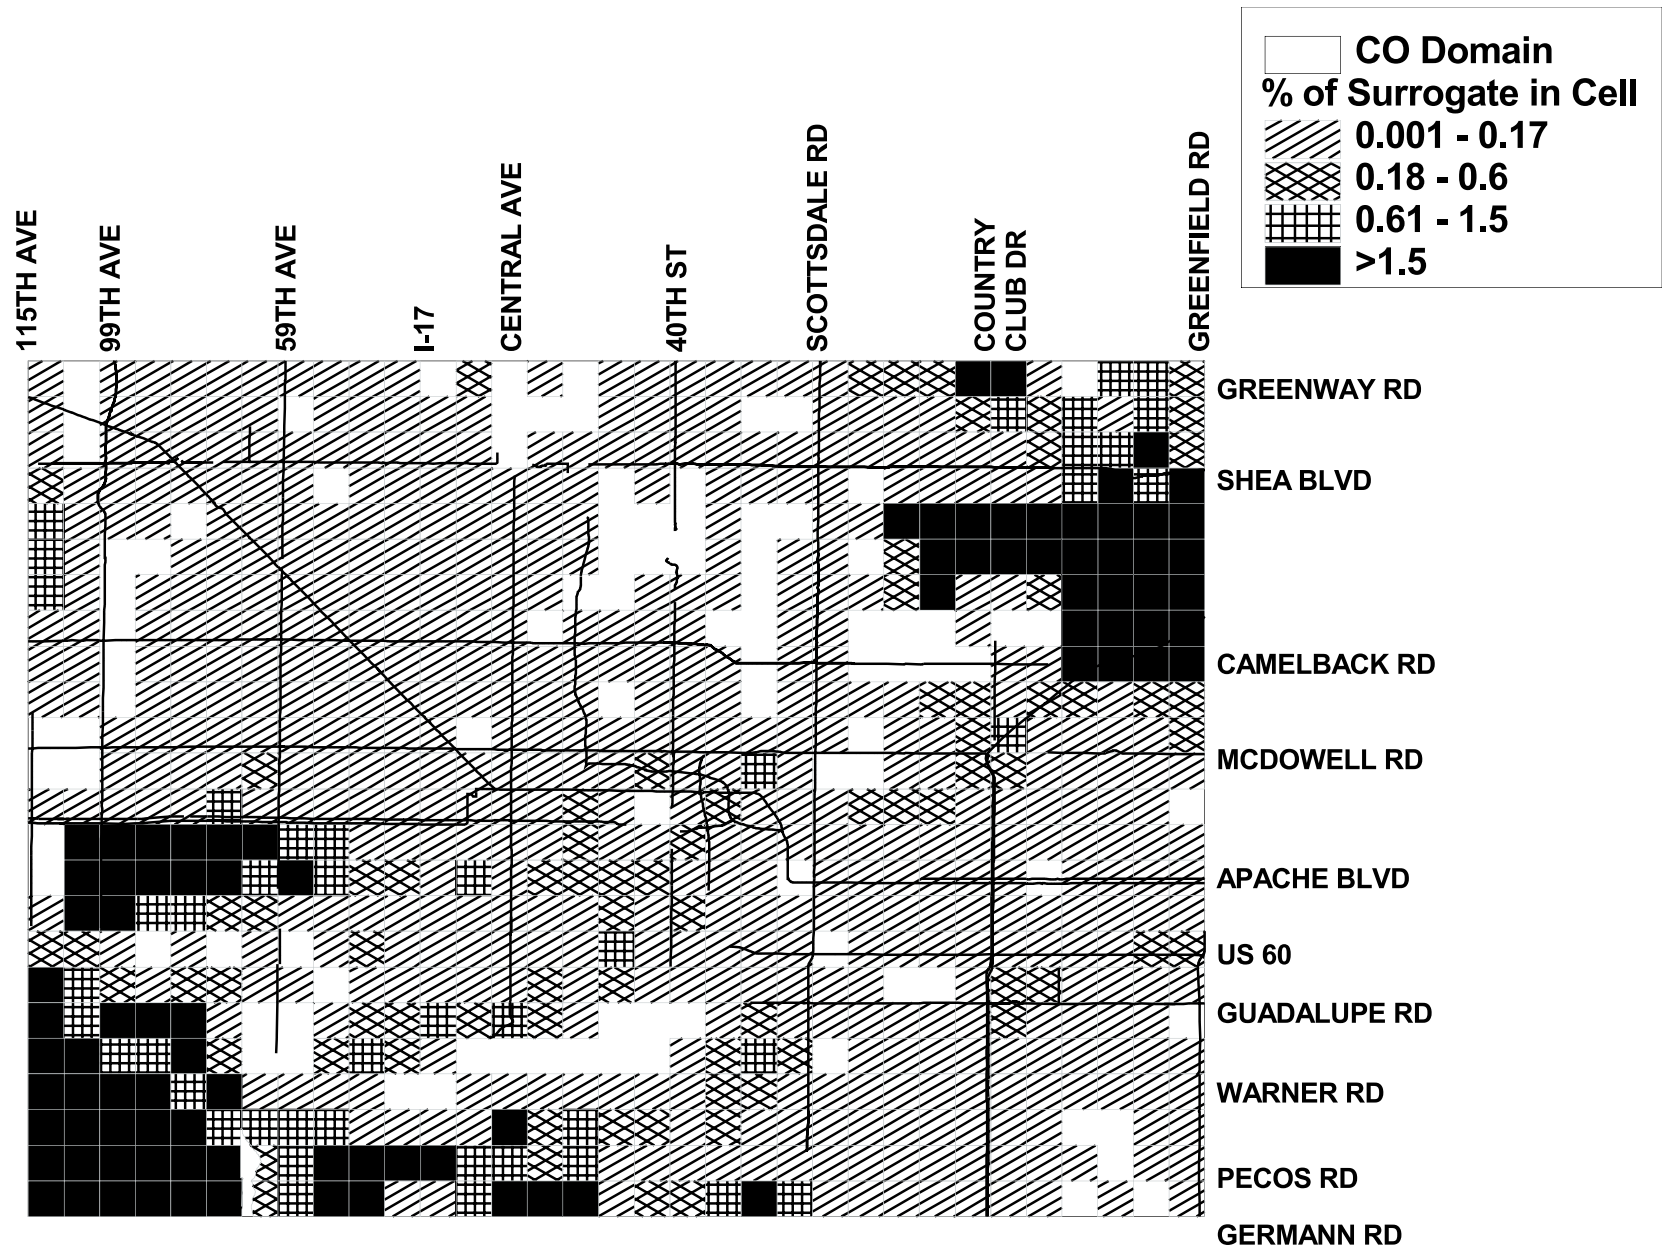 CO Domain
% of Surrogate in Cell
0.001 - 0.17
0.18 - 0.6
0.61 - 1.5
>1.5
115TH AVE
99TH AVE
59TH AVE
I-17
CENTRAL AVE
40TH ST
SCOTTSDALE RD
COUNTRY
CLUB DR
GREENFIELD RD
GREENWAY RD
SHEA BLVD
CAMELBACK RD
MCDOWELL RD
APACHE BLVD
US 60
GUADALUPE RD
WARNER RD
PECOS RD
GERMANN RD